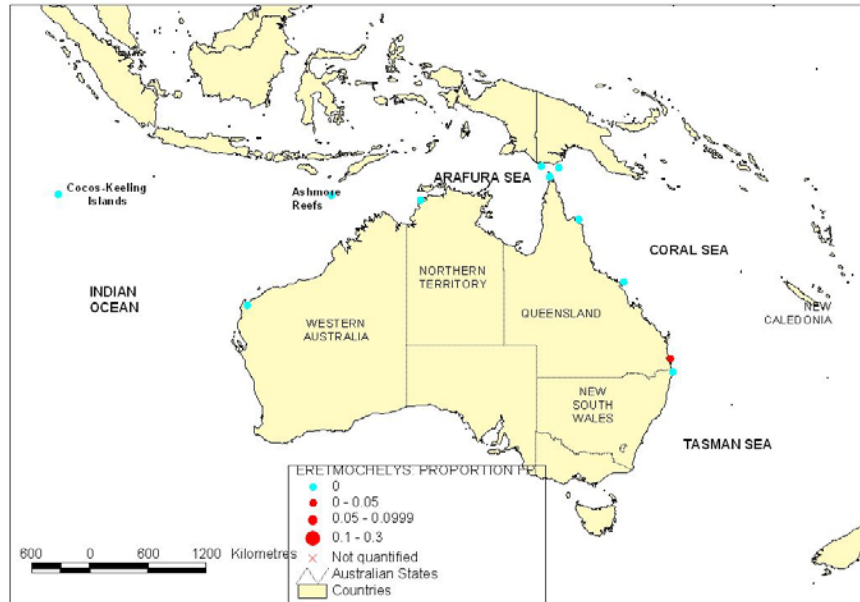 Cocos-Keeling
Islands
Ashmore
Reefs
ARAFURA SEA
CORAL SEA
INDIAN
OCEAN
NORTHERN
TERRITORY
WESTERN
AUSTRALIA
QUEENSLAND
NEW
CALEDONIA
NEW
SOUTH
WALES
TASMAN SEA
ERETMOCHELYS: PROPORTION
0
0 - 0.05
0.05 - 0.0999
0.1 - 0.3
Not quantified
Australian States
Countries
600 0 600 1200 Kilometres